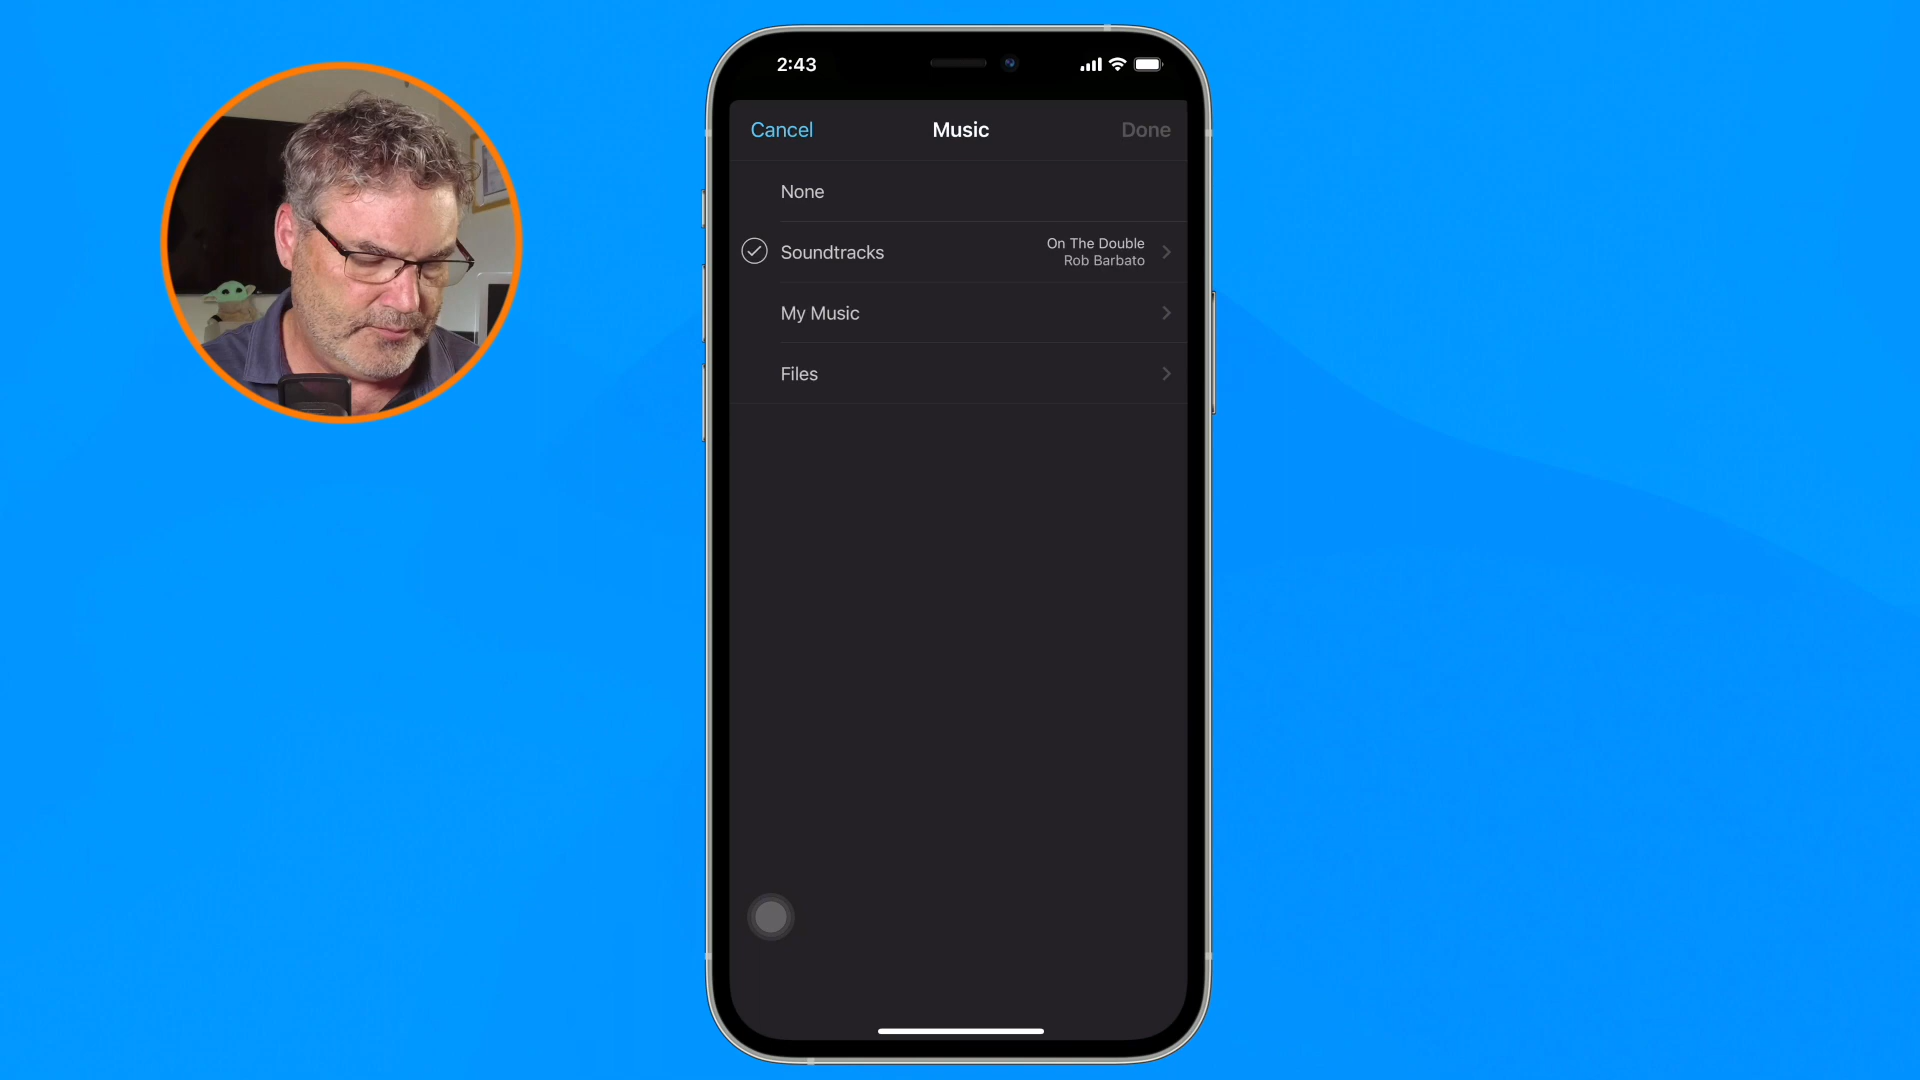 2:43
Cancel
Music
Done
None
Soundtracks
On The Double
Rob Barbato
My Music
Files